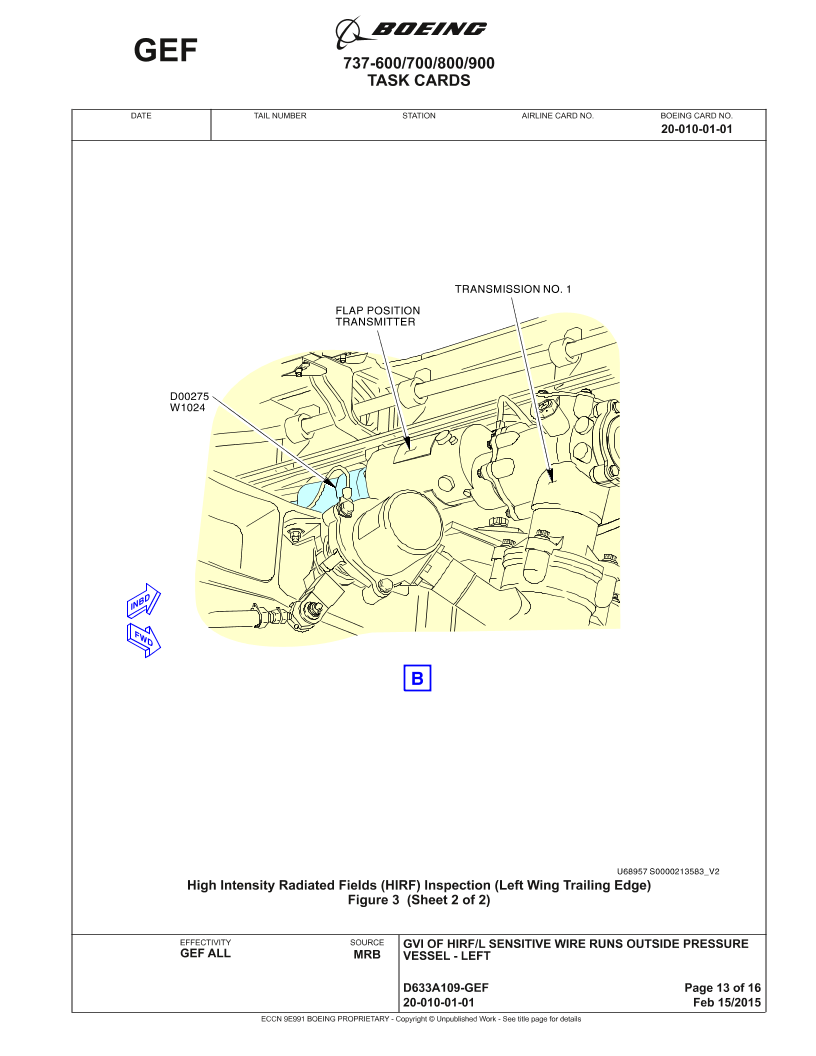 GEF
BOEING
737-600/700/800/900
TASK CARDS
DATE
TAIL NUMBER
STATION
AIRLINE CARD NO.
BOEING CARD NO.
20-010-01-01
TRANSMISSION NO. 1
FLAP POSITION
TRANSMITTER
D00275
W1024
INBD
FWD
B
U68957 S0000213583_V2
High Intensity Radiated Fields (HIRF) Inspection (Left Wing Trailing Edge)
Figure 3 (Sheet 2 of 2)
EFFECTIVITY
GEF ALL
SOURCE
MRB
GVI OF HIRF/L SENSITIVE WIRE RUNS OUTSIDE PRESSURE
VESSEL - LEFT
D633A109-GEF
20-010-01-01
Page 13 of 16
Feb 15/2015
ECCN 9E991 BOEING PROPRIETARY - Copyright © Unpublished Work - See title page for details